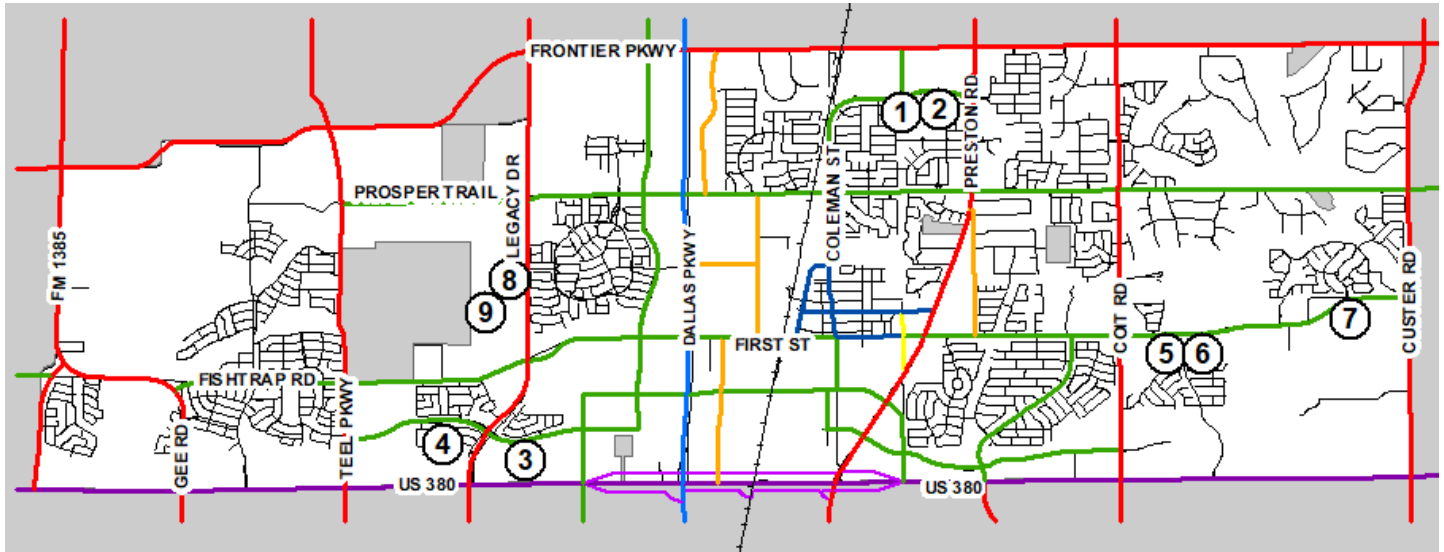 FRONTIER PKWY
1
2
PRESTON RD
COLEMAN ST
PROSPER TRAIL
LEGACY DR
FM 1385
8
9
DALLAS PKWY
FIRST ST
COIT RD
CUSTER RD
7
5
6
FISHTRAP RD
GEE RD
TEEL PKWY
4
3
US 380
US 380